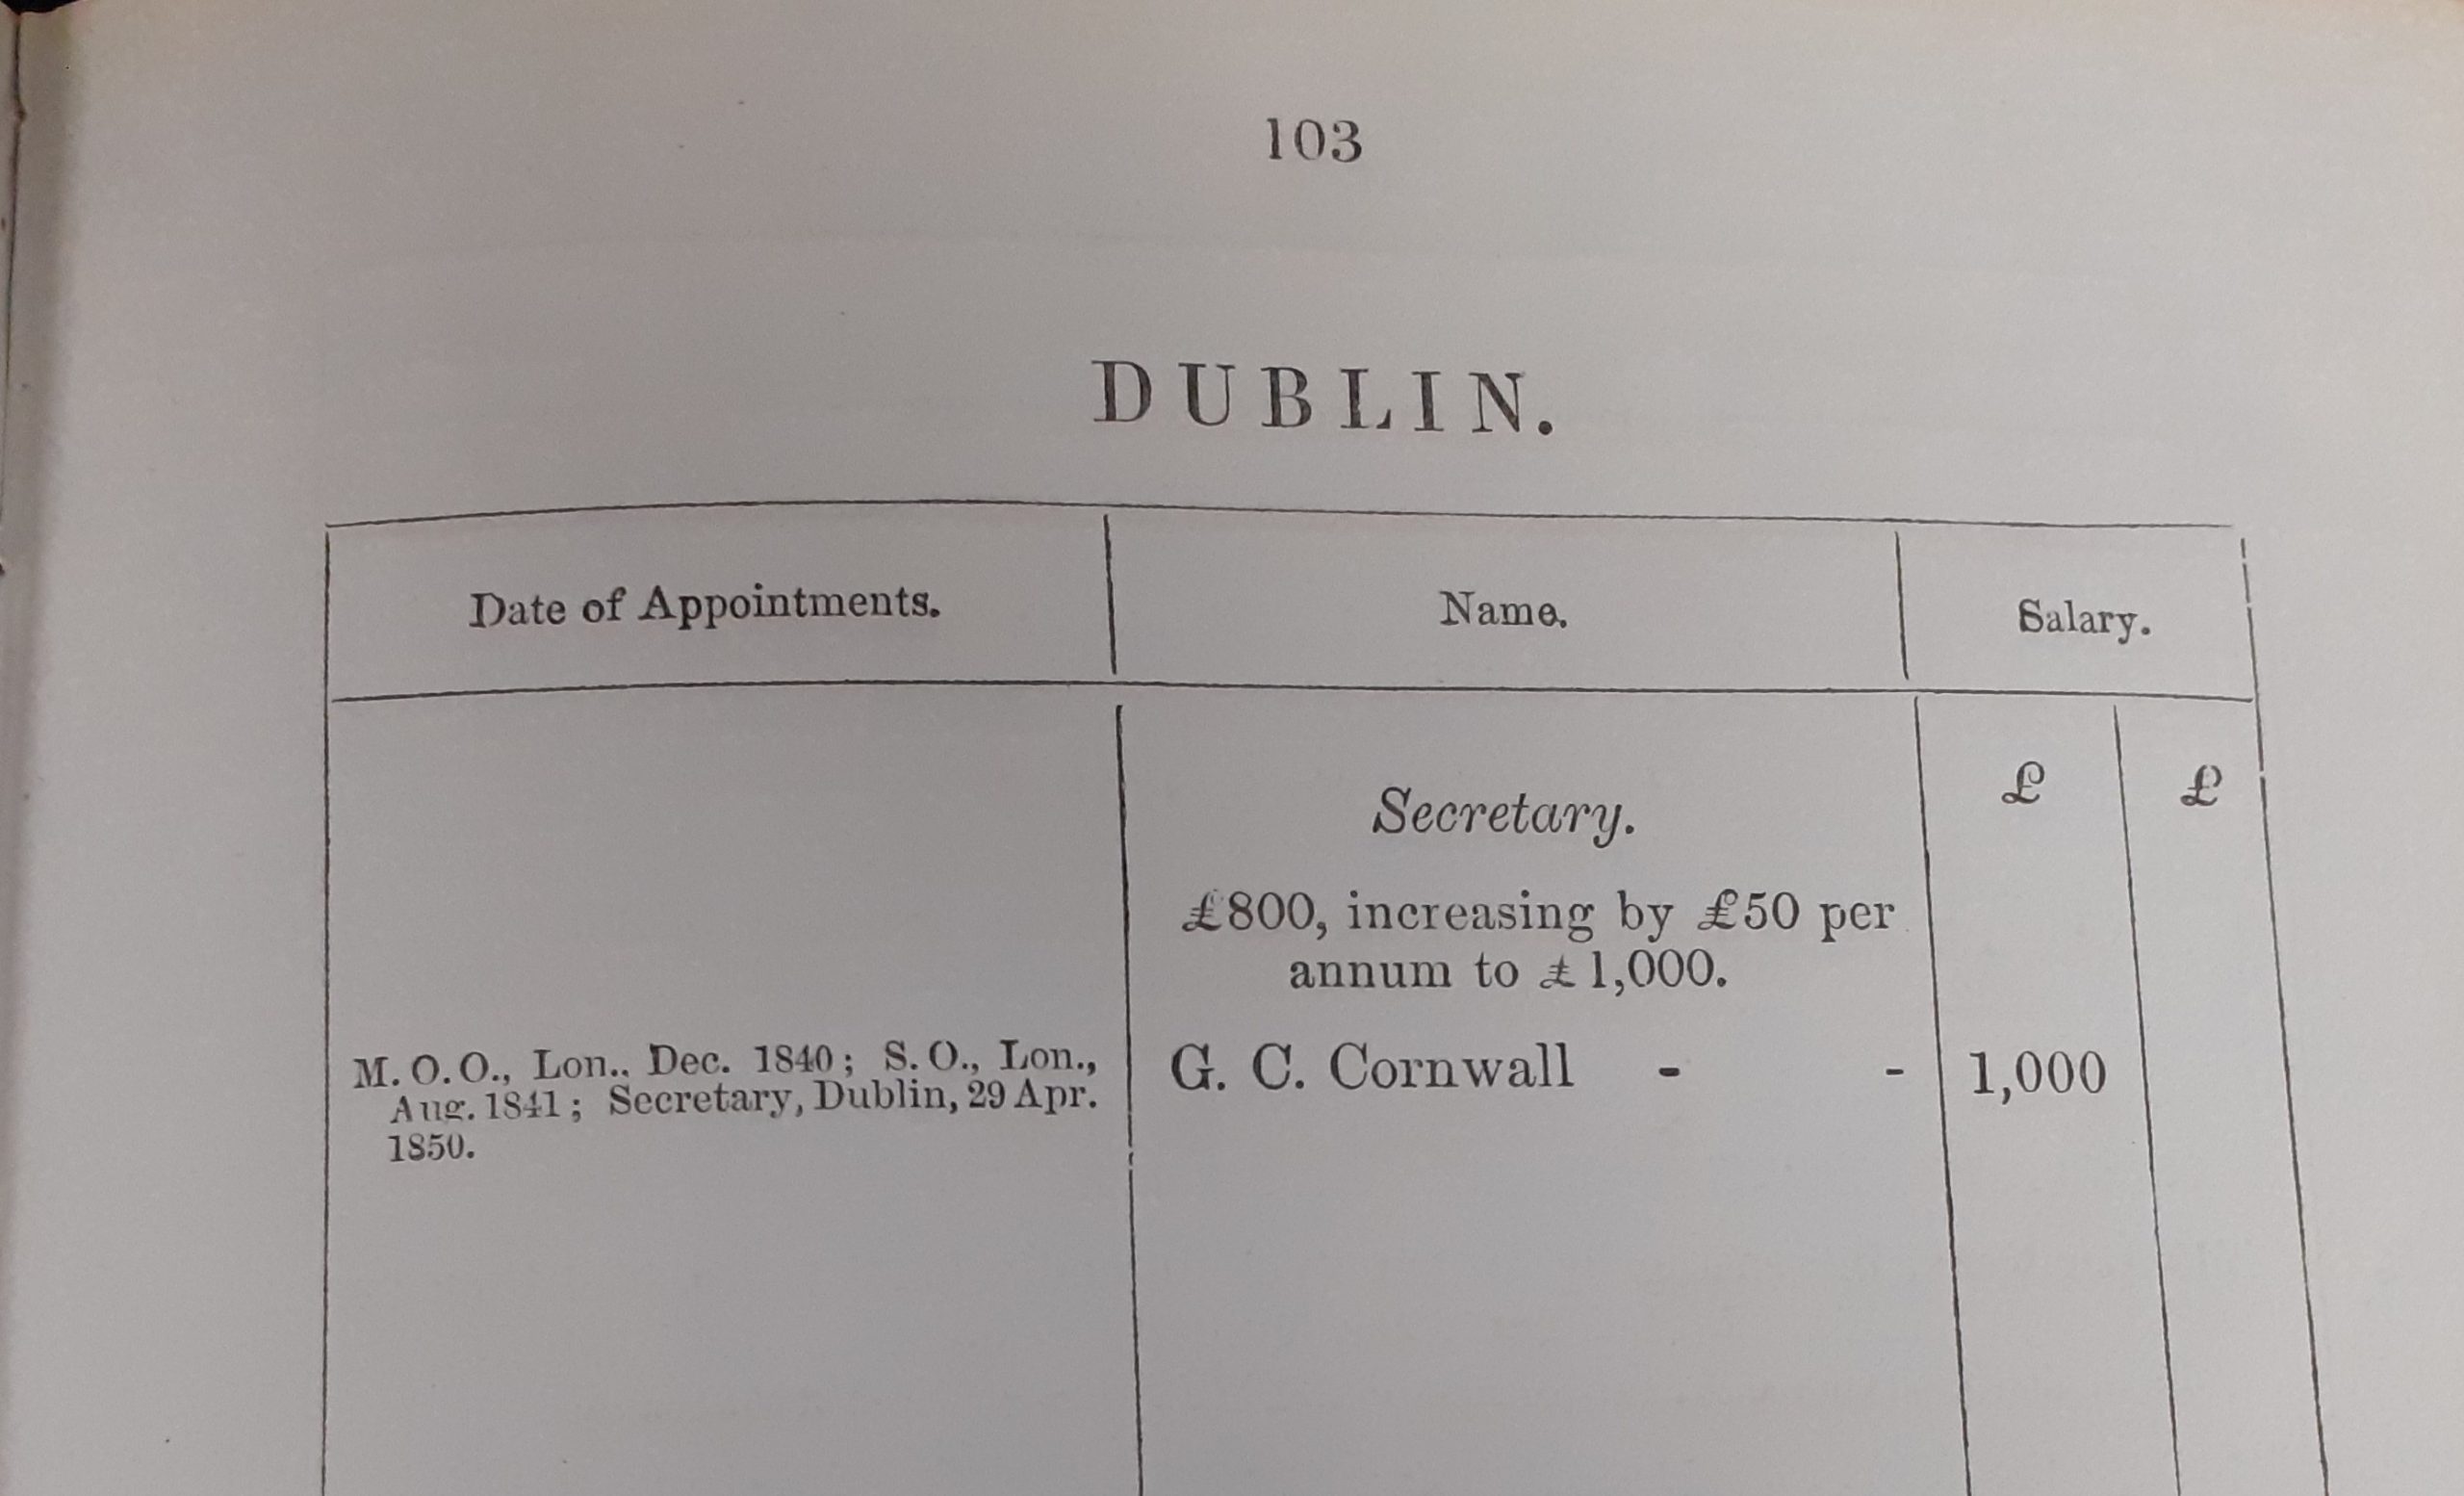 103
DUBLIN.
Date of Appointments. Name. Salary.
£ £
Secretary.
£800, increasing by £50 per
annum to £1,000.
M.O.O., Lon.. Dec. 1840; S.O., Lon., G. C. Cornwall - - 1,000
Aug. 1841; Secretary, Dublin, 29 Apr.
1850.